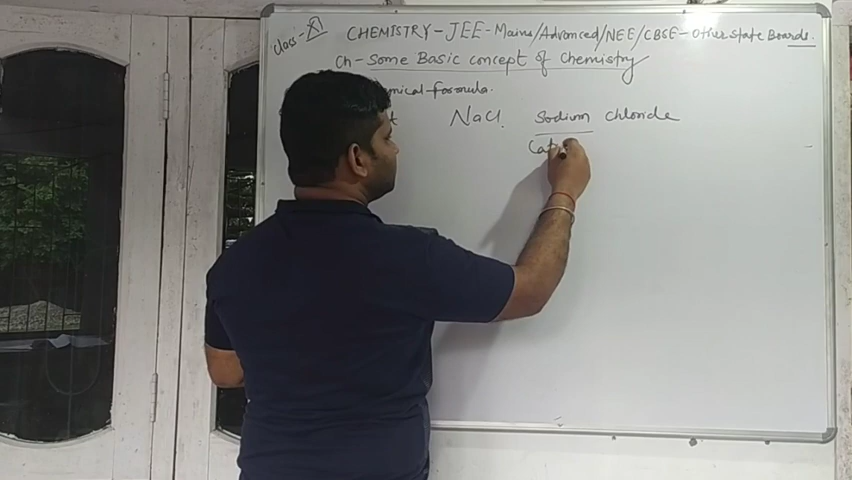 Class-XI
CHEMISTRY-JEE-Mains/Advanced/NEE/CBSE-Other State Boards.
Ch-Some Basic concept of Chemistry
mical formula.
NaCl. Sodium Chloride